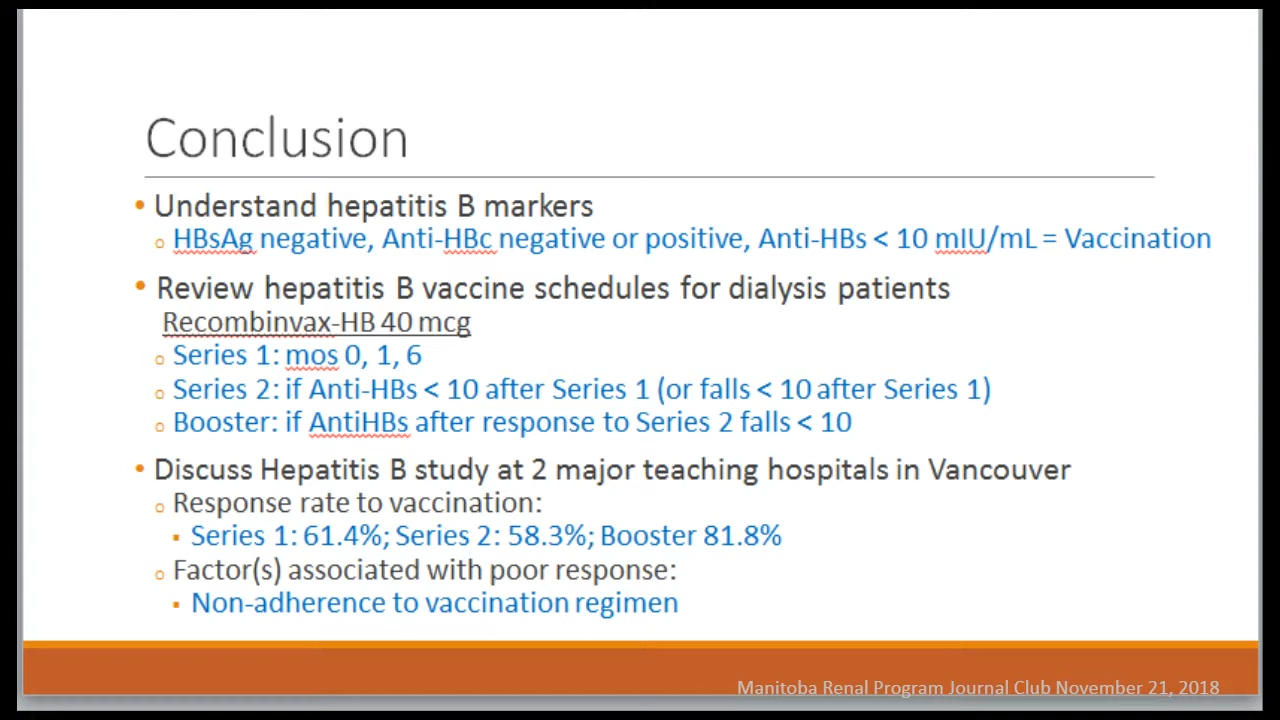 Conclusion
• Understand hepatitis B markers
o HBsAg negative, Anti-HBc negative or positive, Anti-HBs < 10 mIU/mL = Vaccination
• Review hepatitis B vaccine schedules for dialysis patients
Recombinvax-HB 40 mcg
o Series 1: mos 0, 1, 6
o Series 2: if Anti-HBs < 10 after Series 1 (or falls < 10 after Series 1)
o Booster: if AntiHBs after response to Series 2 falls < 10
• Discuss Hepatitis B study at 2 major teaching hospitals in Vancouver
o Response rate to vaccination:
▪ Series 1: 61.4%; Series 2: 58.3%; Booster 81.8%
o Factor(s) associated with poor response:
▪ Non-adherence to vaccination regimen
Manitoba Renal Program Journal Club November 21, 2018